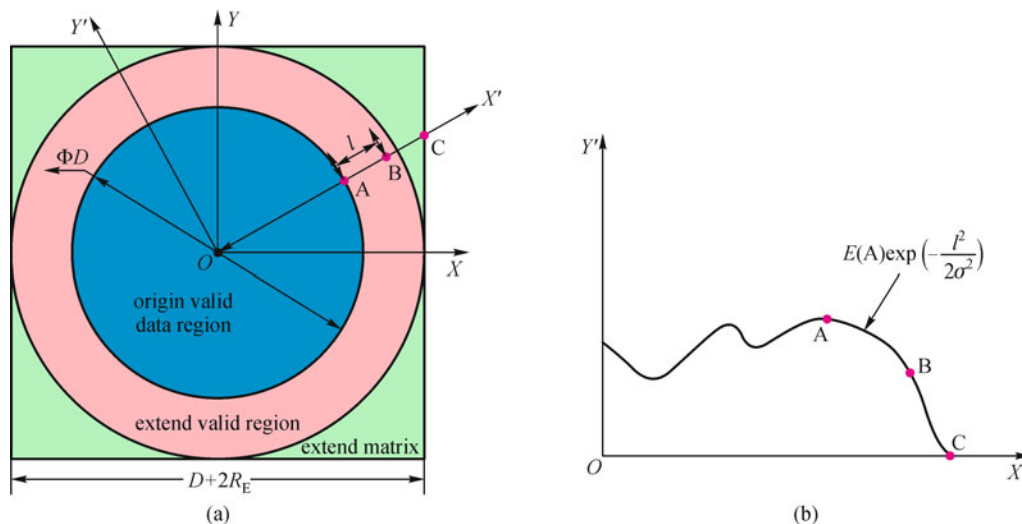 Y'
Y
X'
C
l
B
ΦD
A
O
X
origin valid
data region
extend valid region
extend matrix
D+2R_E
(a)
Y'
E(A)exp(-l²/2σ²)
A
B
C
O
X'
(b)